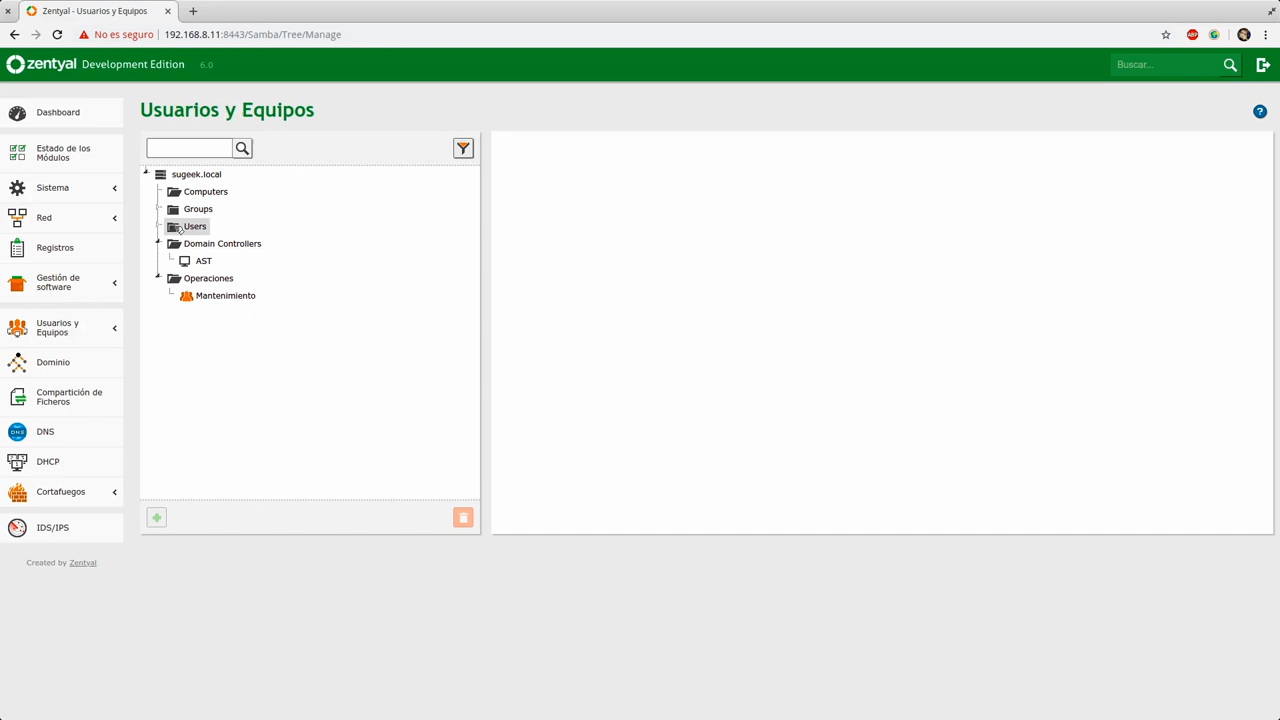 Zentyal - Usuarios y Equipos
No es seguro
192.168.8.11:8443/Samba/Tree/Manage
ABP
zentyal Development Edition 6.0
Buscar...
Dashboard
Estado de los
Módulos
Sistema
Red
Registros
Gestión de
software
Usuarios y
Equipos
Dominio
Compartición de
Ficheros
DNS
DNS
DHCP
Cortafuegos
IDS/IPS
Created by Zentyal
Usuarios y Equipos
?
sugeek.local
Computers
Groups
Users
Domain Controllers
AST
Operaciones
Mantenimiento